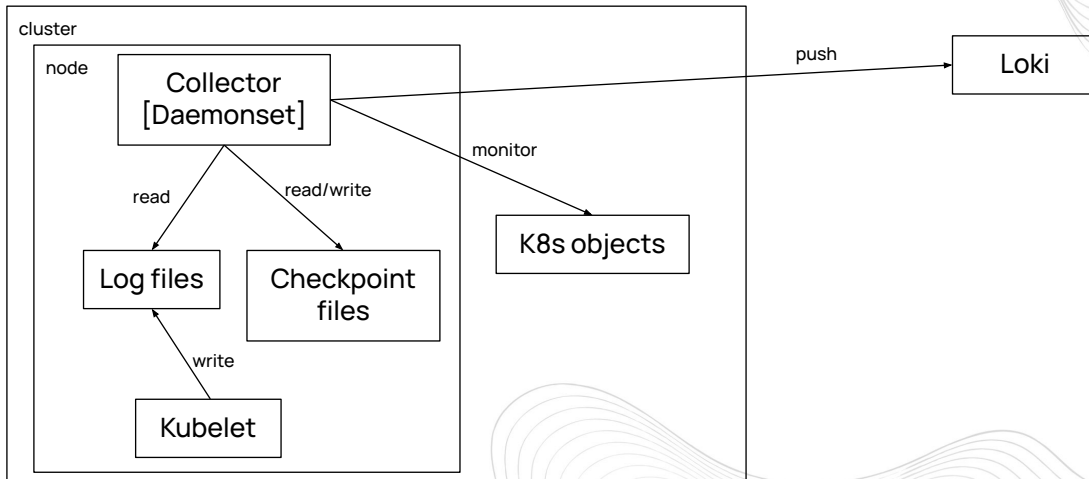 cluster
node
Collector
[Daemonset]
push
Loki
monitor
read
read/write
K8s objects
Log files
Checkpoint
files
write
Kubelet